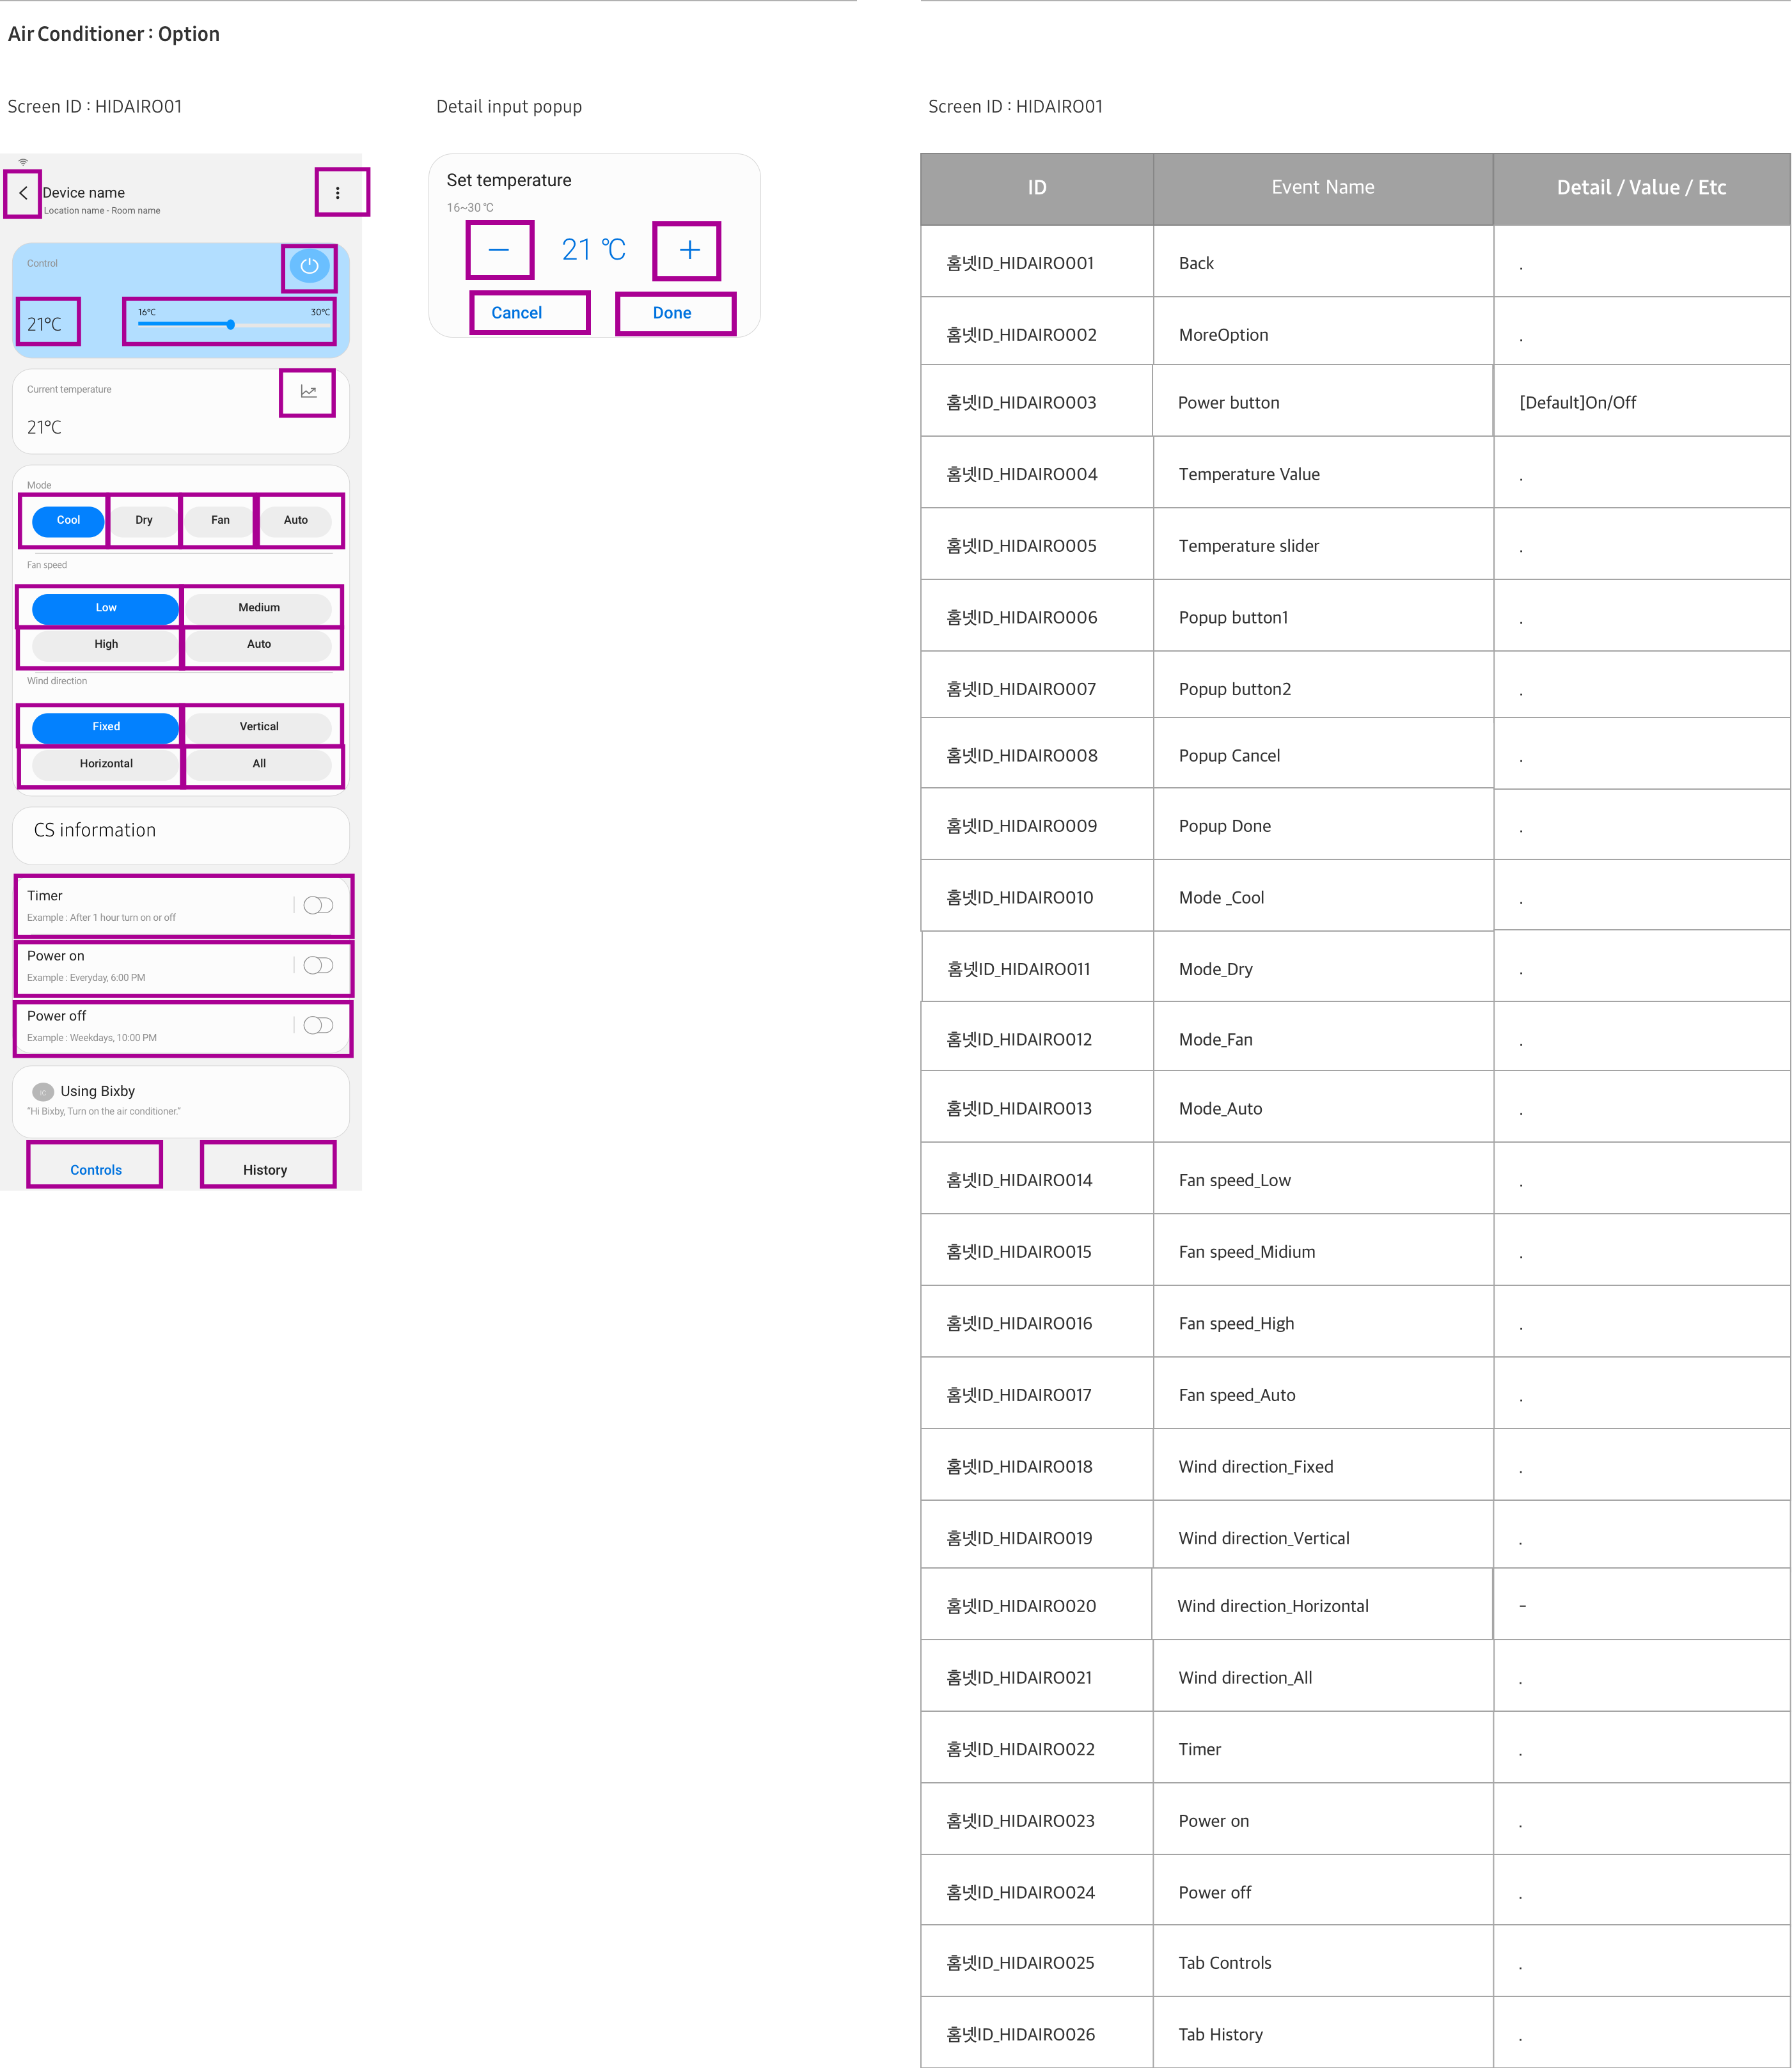 Air Conditioner : Option
Screen ID : HIDAIRO01
Device name
Location name - Room name
Control
21°C
16°C 30°C
Current temperature
21°C
Mode
Cool Dry Fan Auto
Fan speed
Low Medium
High Auto
Wind direction
Fixed Vertical
Horizontal All
CS information
Timer
Example : After 1 hour turn on or off
Power on
Example : Everyday, 6:00 PM
Power off
Example : Weekdays, 10:00 PM
Using Bixby
“Hi Bixby, Turn on the air conditioner.”
Controls History
Detail input popup
Set temperature
16~30 ℃
— 21 ℃ +
Cancel Done
Screen ID : HIDAIRO01
ID Event Name Detail / Value / Etc
홈넷ID_HIDAIRO001 Back .
홈넷ID_HIDAIRO002 MoreOption .
홈넷ID_HIDAIRO003 Power button [Default]On/Off
홈넷ID_HIDAIRO004 Temperature Value .
홈넷ID_HIDAIRO005 Temperature slider .
홈넷ID_HIDAIRO006 Popup button1 .
홈넷ID_HIDAIRO007 Popup button2 .
홈넷ID_HIDAIRO008 Popup Cancel .
홈넷ID_HIDAIRO009 Popup Done .
홈넷ID_HIDAIRO010 Mode _Cool .
홈넷ID_HIDAIRO011 Mode_Dry .
홈넷ID_HIDAIRO012 Mode_Fan .
홈넷ID_HIDAIRO013 Mode_Auto .
홈넷ID_HIDAIRO014 Fan speed_Low .
홈넷ID_HIDAIRO015 Fan speed_Midium .
홈넷ID_HIDAIRO016 Fan speed_High .
홈넷ID_HIDAIRO017 Fan speed_Auto .
홈넷ID_HIDAIRO018 Wind direction_Fixed .
홈넷ID_HIDAIRO019 Wind direction_Vertical .
홈넷ID_HIDAIRO020 Wind direction_Horizontal -
홈넷ID_HIDAIRO021 Wind direction_All .
홈넷ID_HIDAIRO022 Timer .
홈넷ID_HIDAIRO023 Power on .
홈넷ID_HIDAIRO024 Power off .
홈넷ID_HIDAIRO025 Tab Controls .
홈넷ID_HIDAIRO026 Tab History .